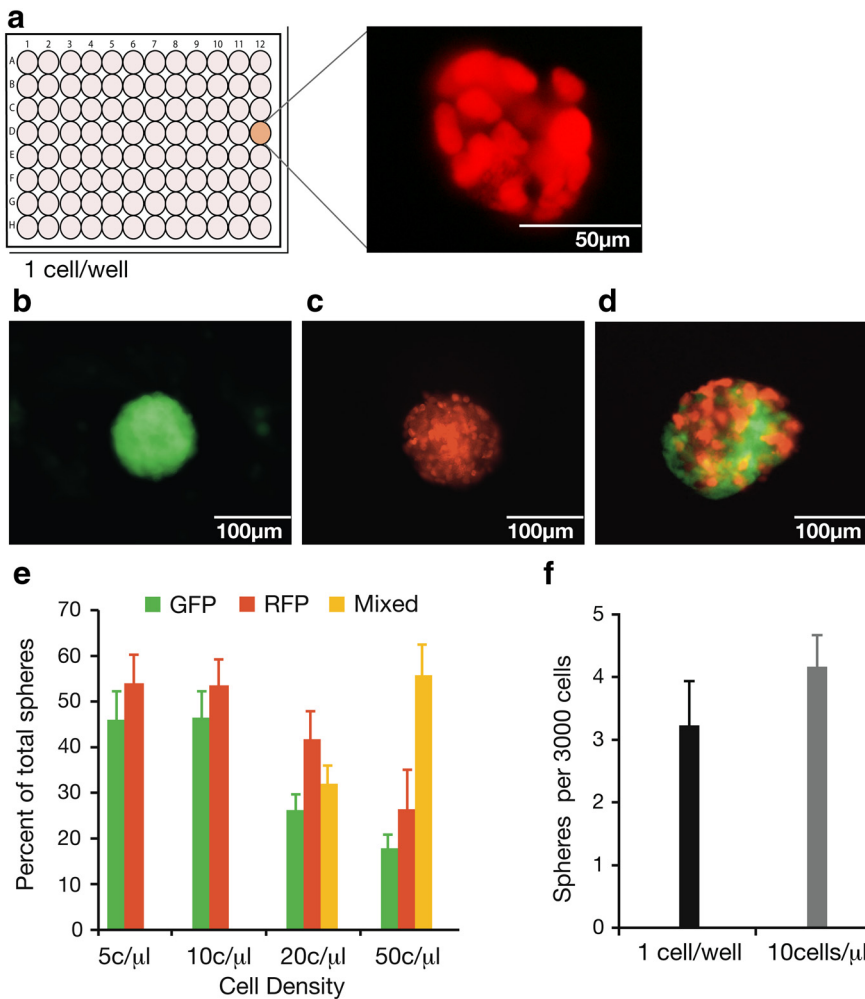 a
1 2 3 4 5 6 7 8 9 10 11 12
A
B
C
D
E
F
G
H
1 cell/well
50µm
b
c
d
100µm
100µm
100µm
e
GFP RFP Mixed
Percent of total spheres
70
60
50
40
30
20
10
0
5c/µl 10c/µl 20c/µl 50c/µl
Cell Density
f
Spheres per 3000 cells
5
4
3
2
1
0
1 cell/well 10cells/µl